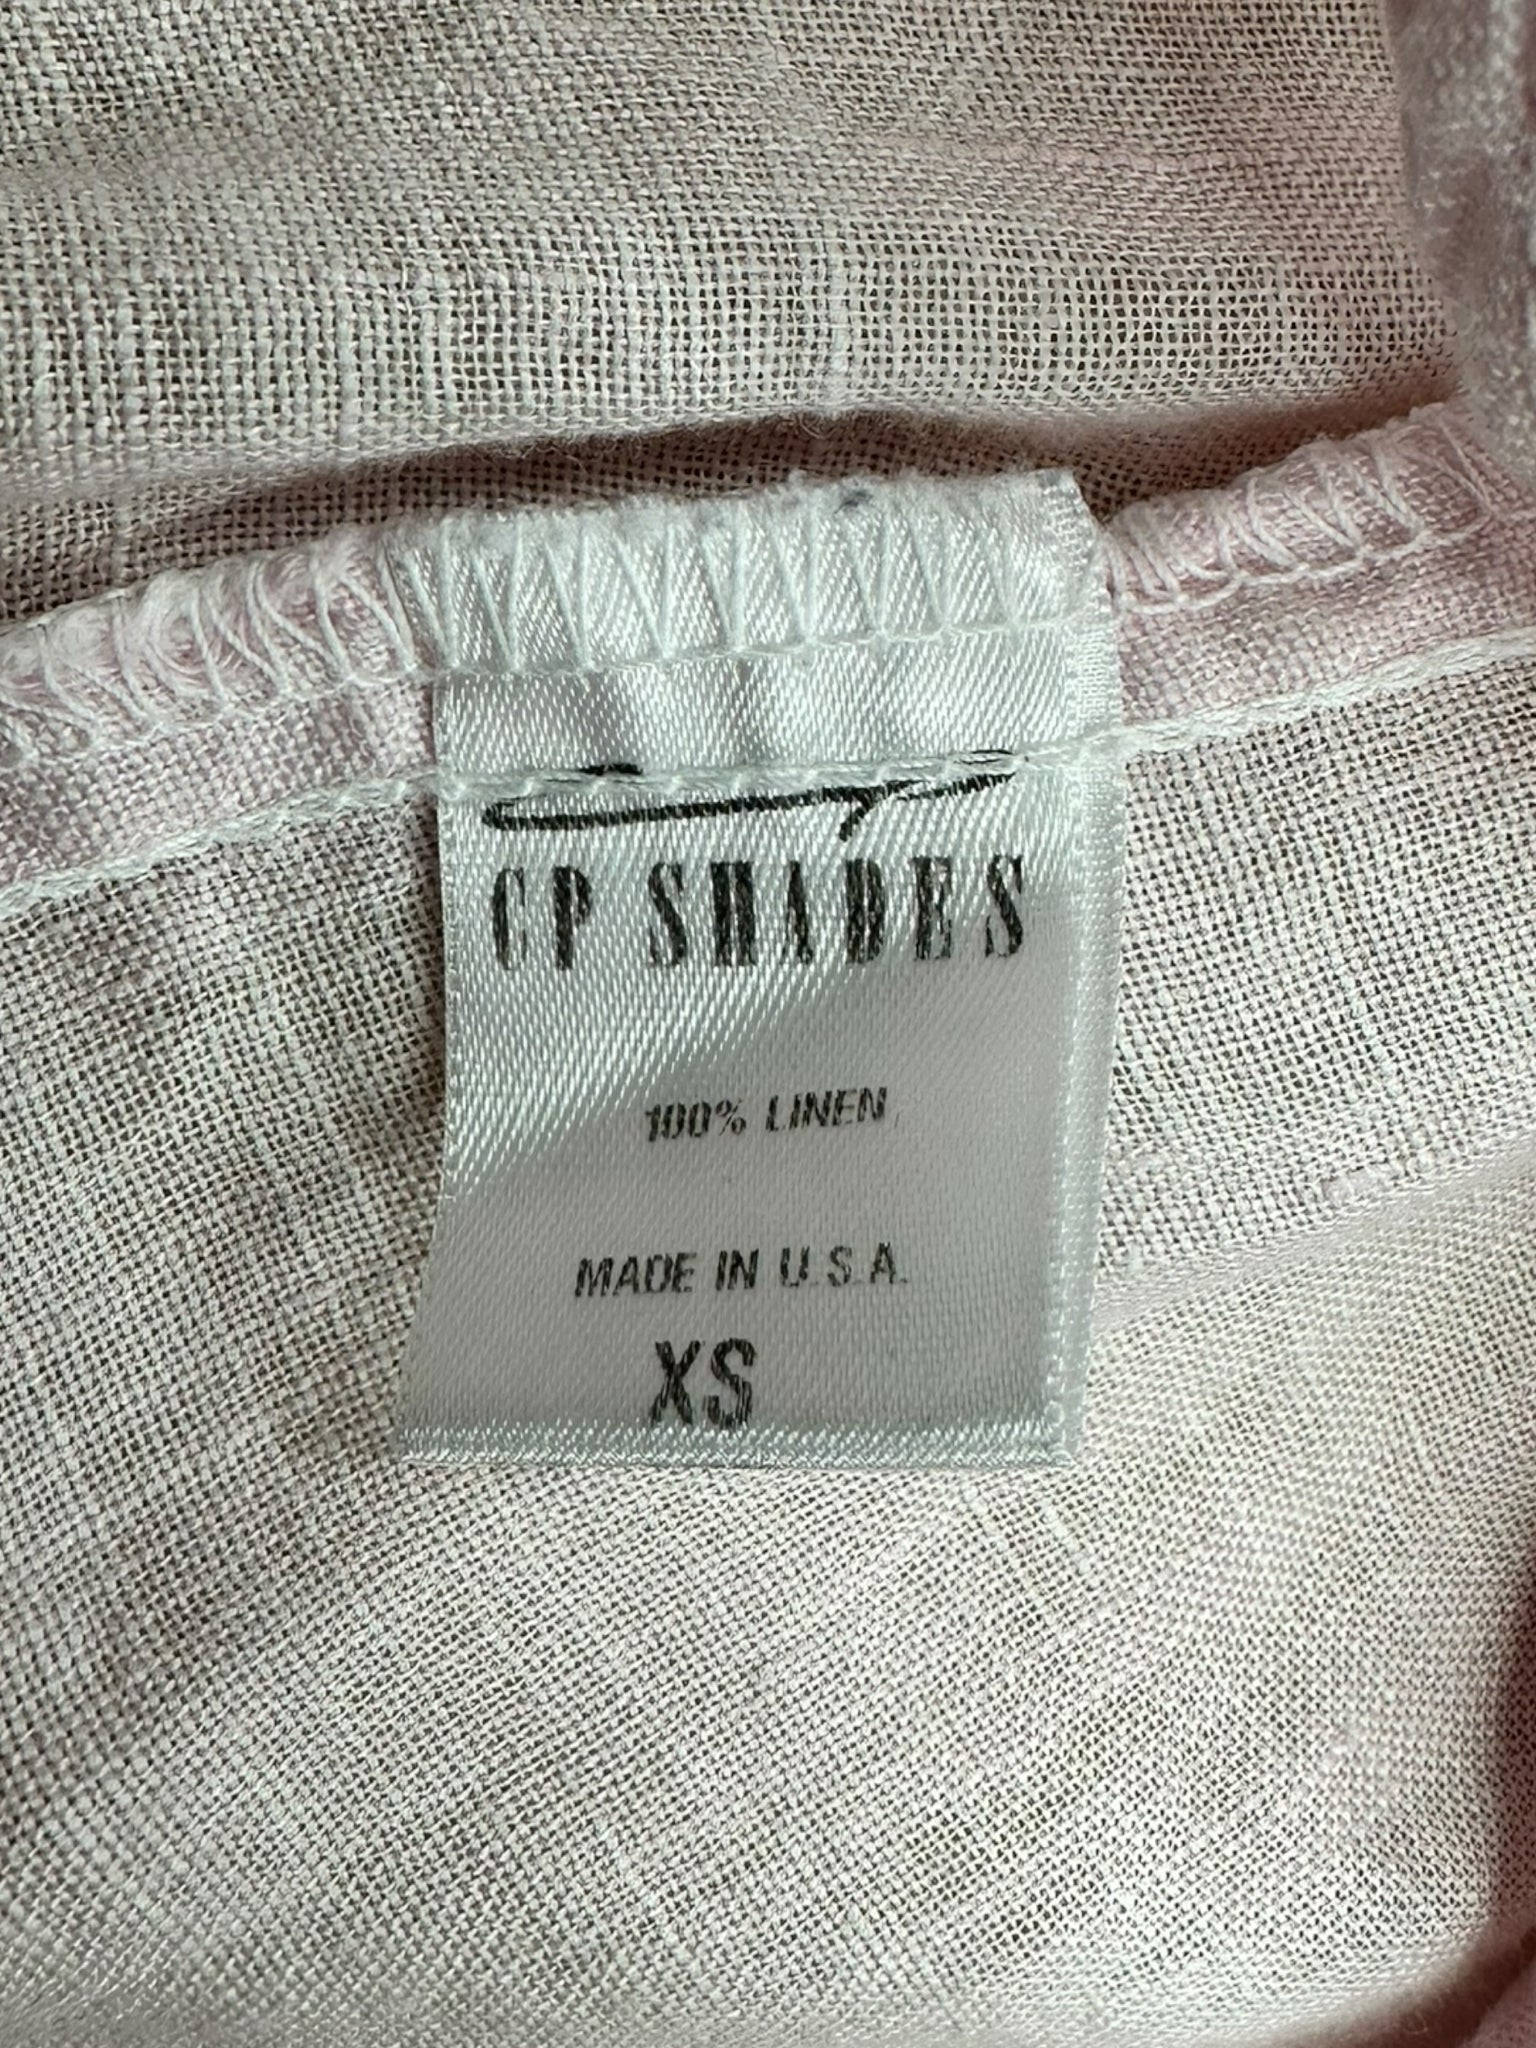 CP SHADES
100% LINEN
MADE IN U.S.A.
XS